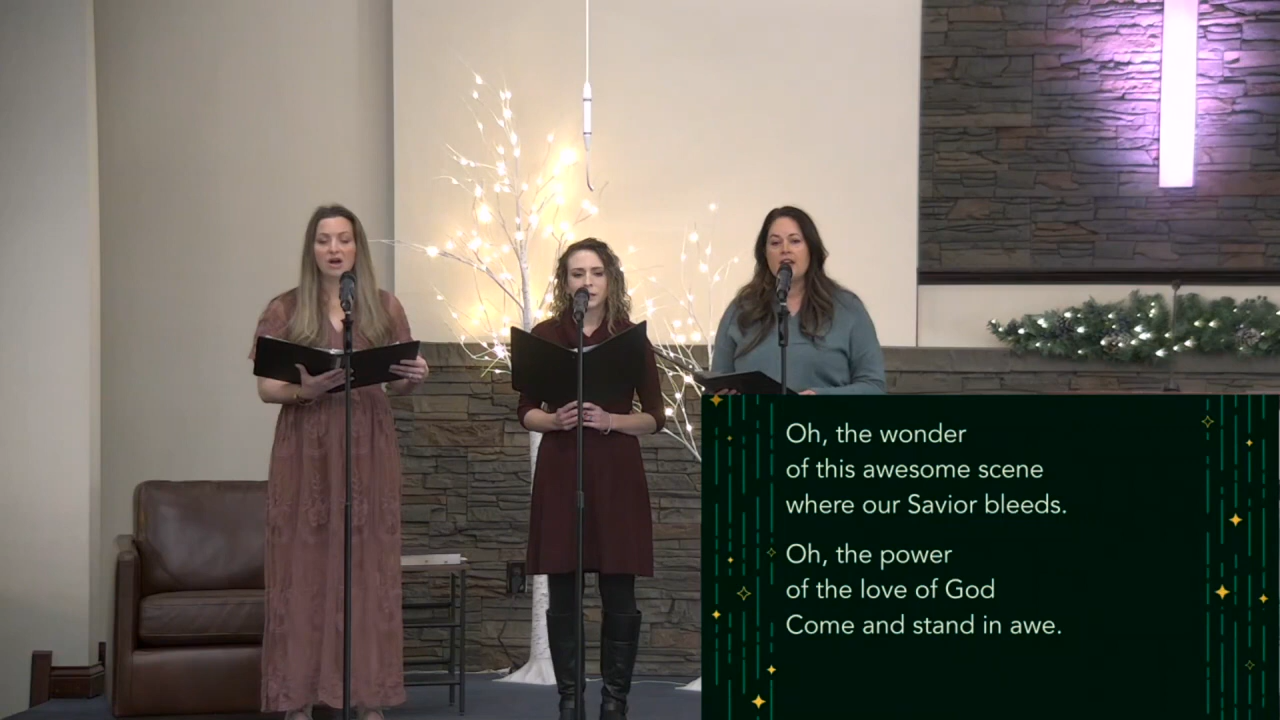 Oh, the wonder
of this awesome scene
where our Savior bleeds.
Oh, the power
of the love of God
Come and stand in awe.